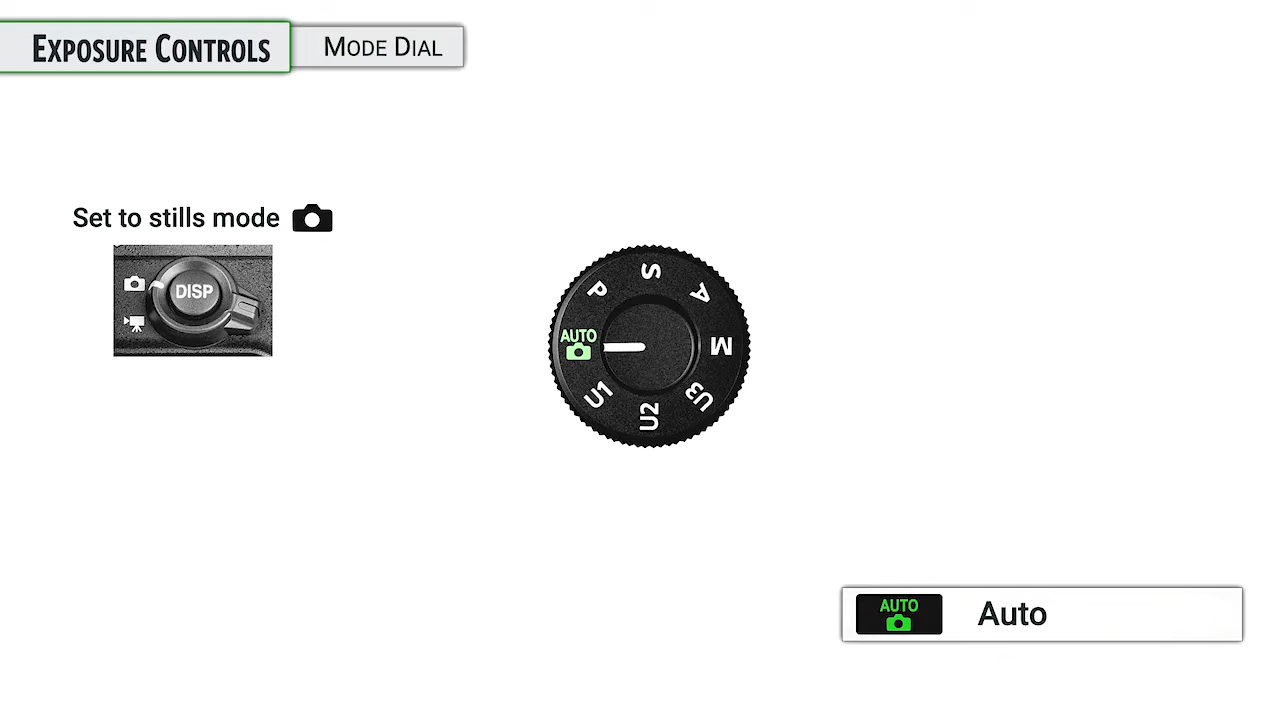 EXPOSURE CONTROLS
MODE DIAL
Set to stills mode
DISP
S
P
A
AUTO
M
U1
U3
U2
AUTO
Auto